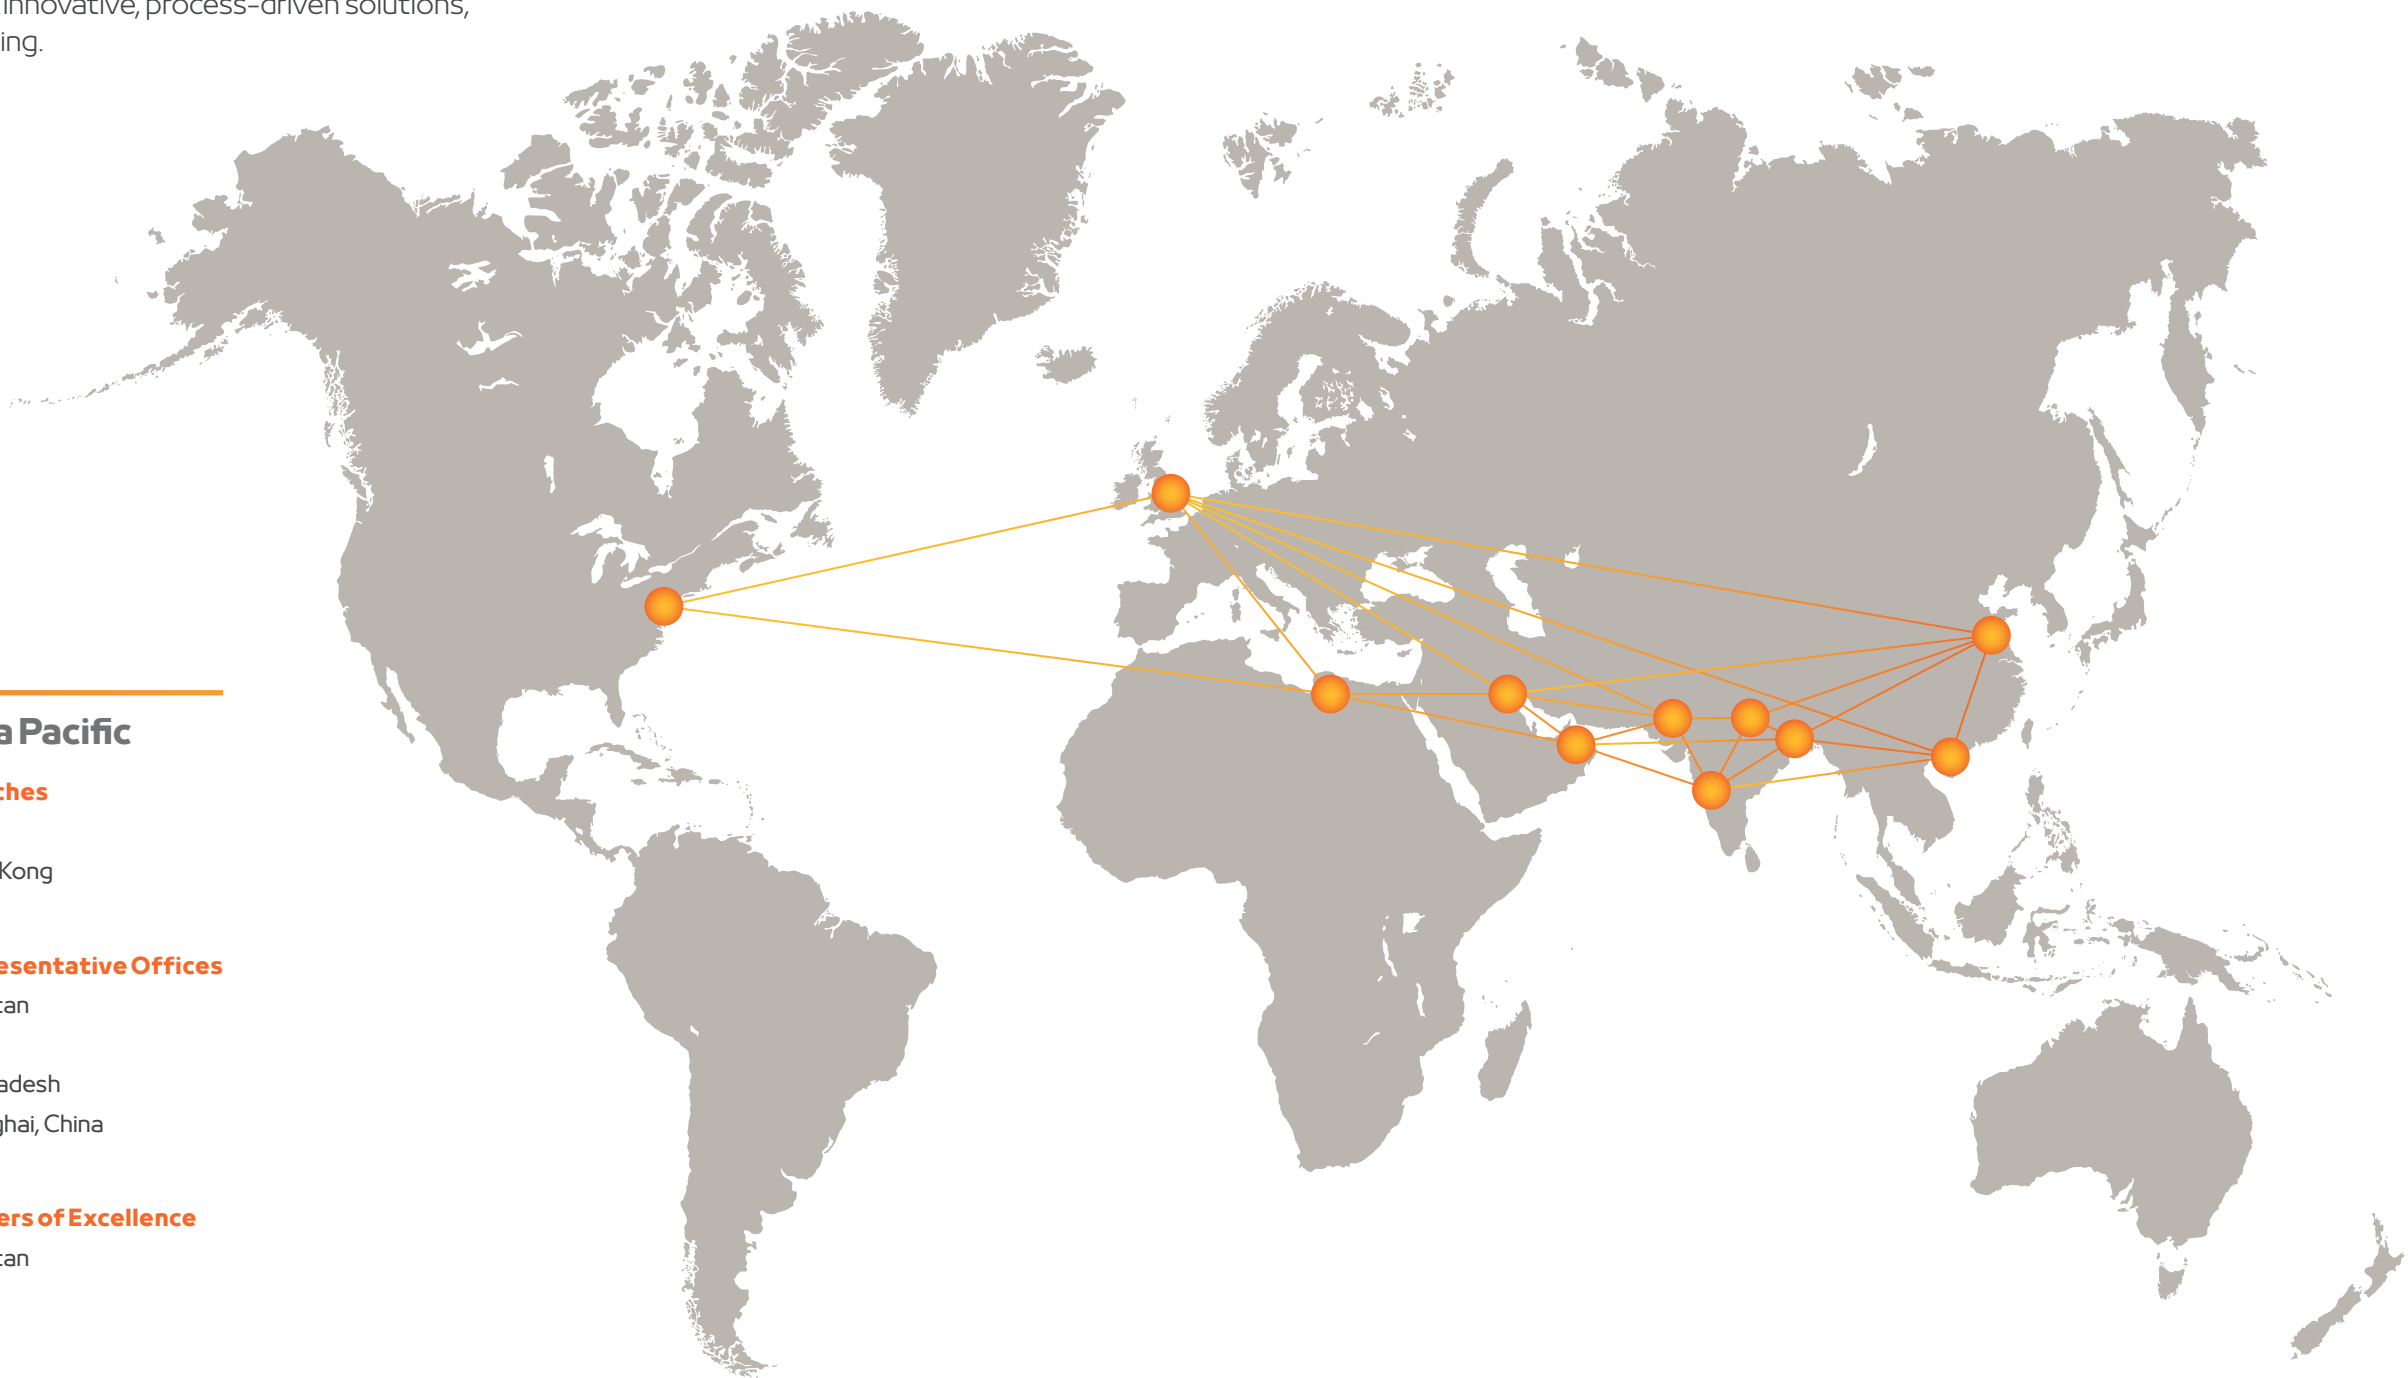 innovative, process-driven solutions,
ing.
a Pacific
ches
Kong
esentative Offices
tan
adesh
ghai, China
ers of Excellence
tan